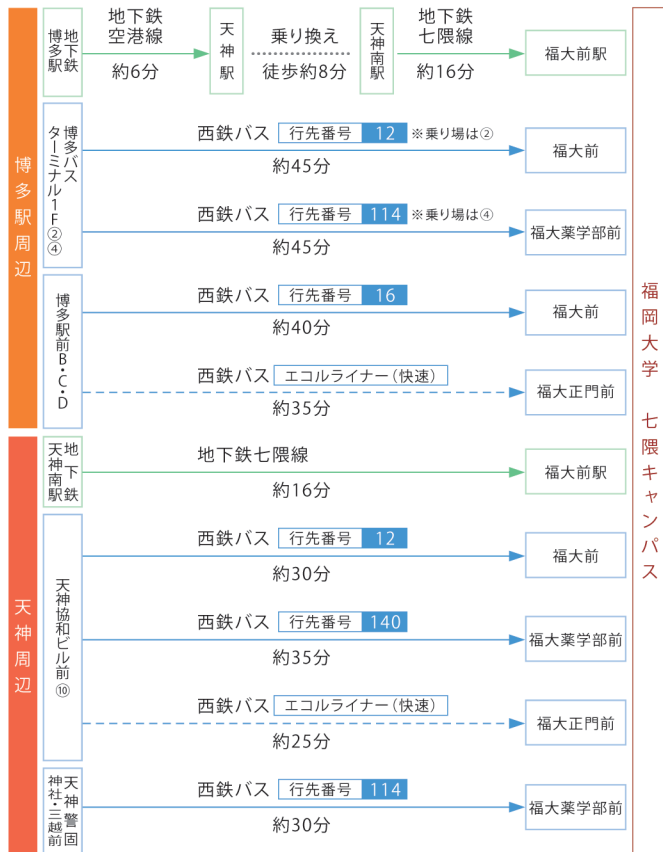 博多駅周辺
地下鉄
博多駅
地下鉄
空港線
約6分
天神駅
乗り換え
徒歩約8分
天神南駅
地下鉄
七隈線
約16分
福大前駅
博多バス
ターミナル1F②④
西鉄バス 行先番号 12 ※乗り場は②
約45分
福大前
西鉄バス 行先番号 114 ※乗り場は④
約45分
福大薬学部前
博多駅前B・C・D
西鉄バス 行先番号 16
約40分
福大前
西鉄バス エコルライナー(快速)
約35分
福大正門前
天神周辺
地下鉄
天神南駅
地下鉄七隈線
約16分
福大前駅
天神協和ビル前⑩
西鉄バス 行先番号 12
約30分
福大前
西鉄バス 行先番号 140
約35分
福大薬学部前
西鉄バス エコルライナー(快速)
約25分
福大正門前
天神警固
神社・三越前
西鉄バス 行先番号 114
約30分
福大薬学部前
福岡大学 七隈キャンパス